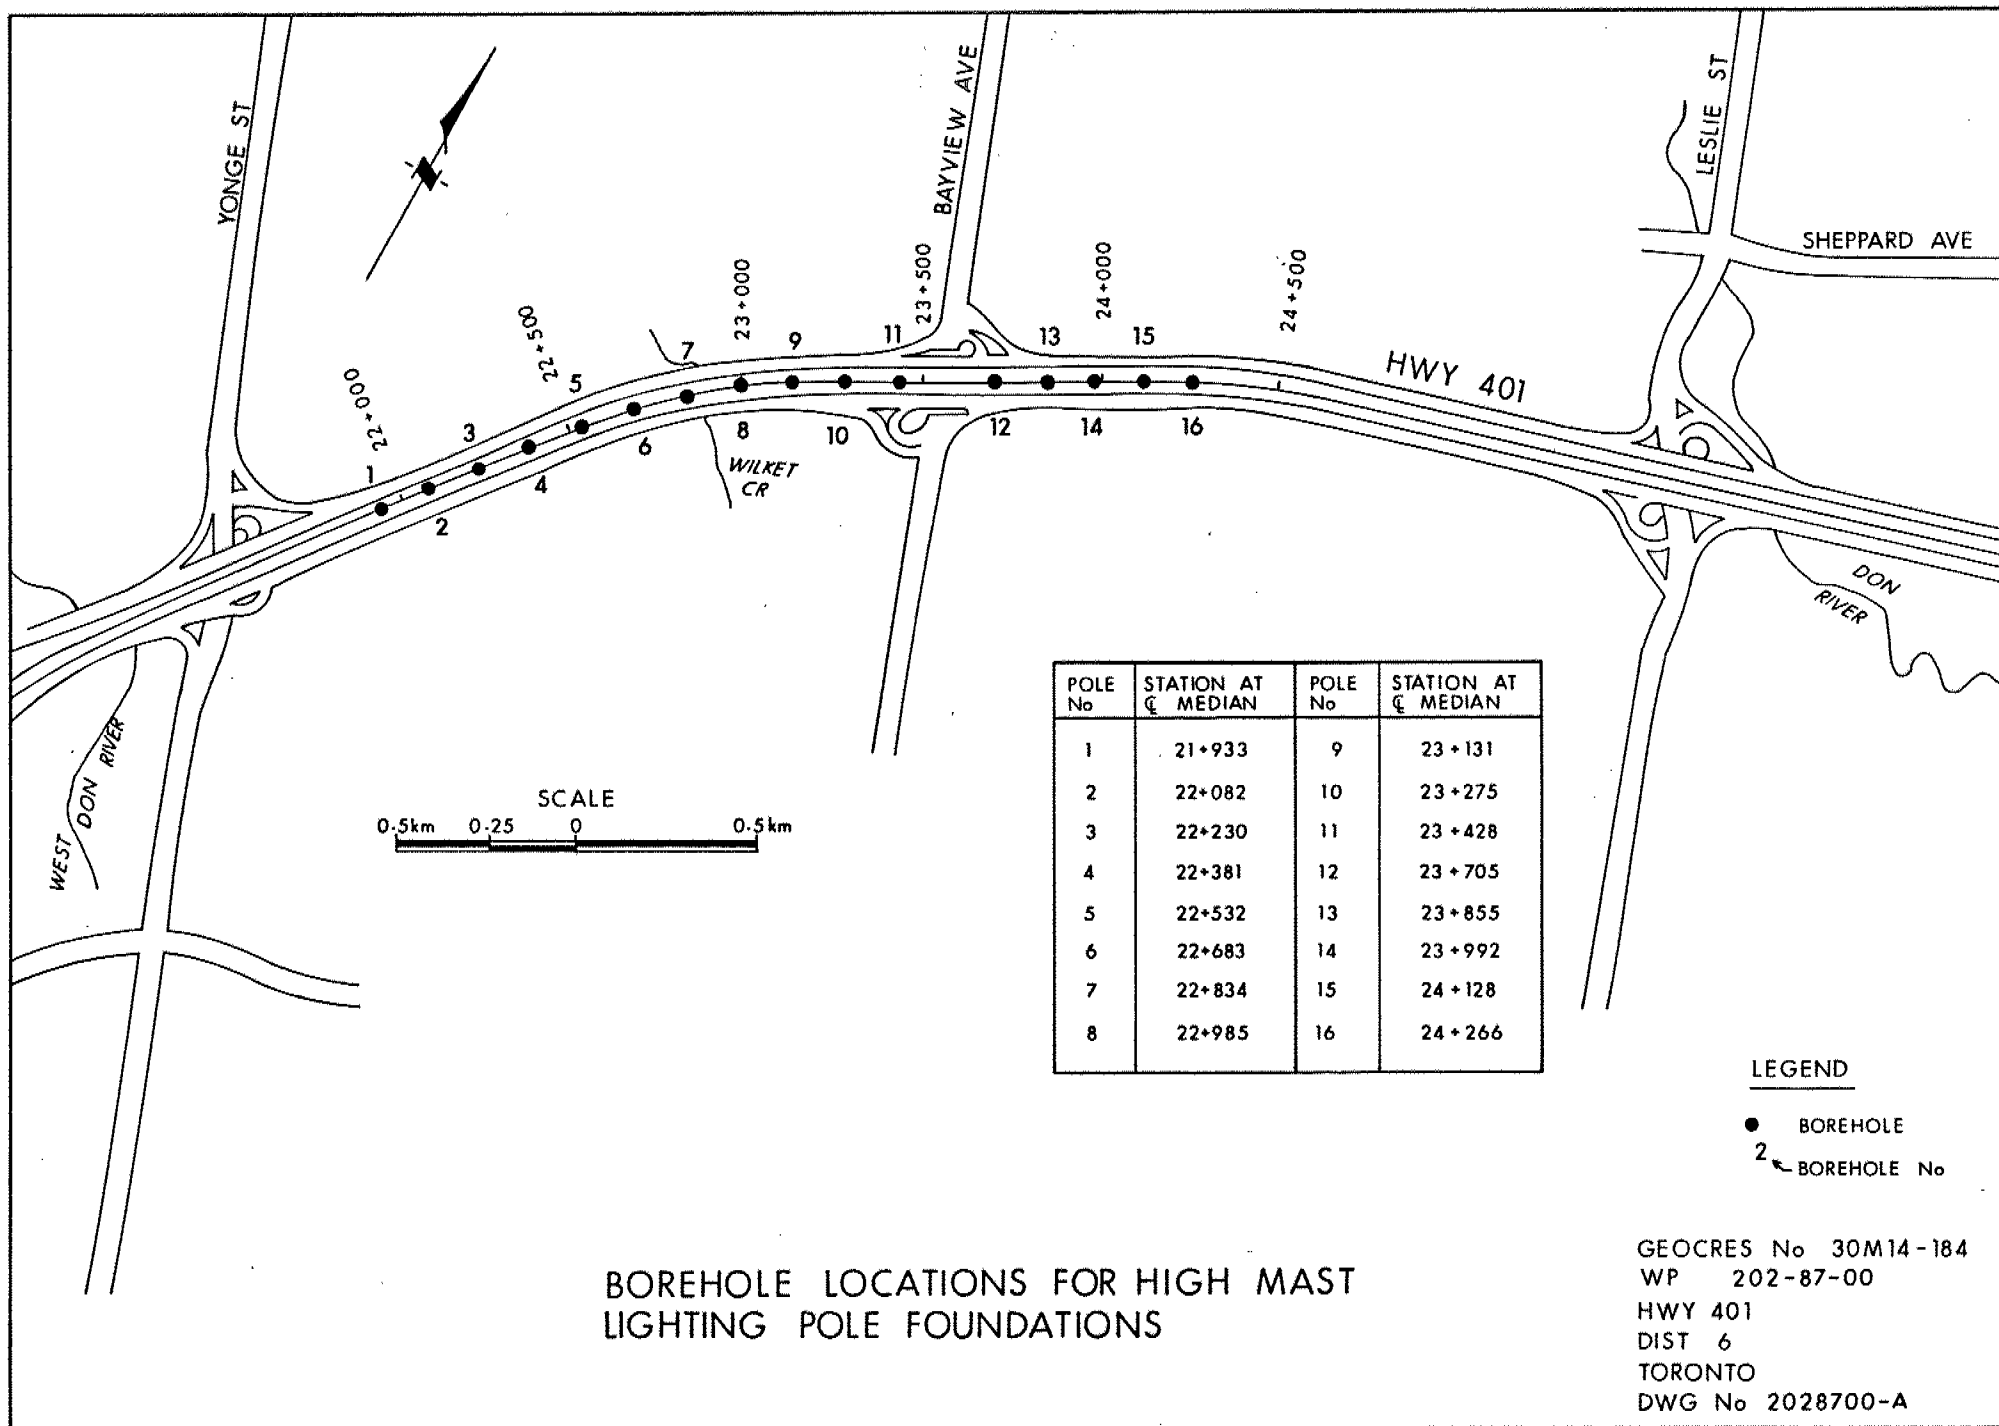 YONGE ST
BAYVIEW AVE
LESLIE ST
SHEPPARD AVE
22+000
22+500
23+000
23+500
24+000
24+500
HWY 401
1
3
5
7
9
11
13
15
2
4
6
8
10
12
14
16
WILKET
CR
DON
RIVER
WEST DON RIVER
SCALE
0.5km 0.25 0 0.5km
POLE No STATION AT ℄ MEDIAN POLE No STATION AT ℄ MEDIAN
1 21+933 9 23+131
2 22+082 10 23+275
3 22+230 11 23+428
4 22+381 12 23+705
5 22+532 13 23+855
6 22+683 14 23+992
7 22+834 15 24+128
8 22+985 16 24+266
LEGEND
BOREHOLE
2 BOREHOLE No
BOREHOLE LOCATIONS FOR HIGH MAST
LIGHTING POLE FOUNDATIONS
GEOCRES No 30M14-184
WP 202-87-00
HWY 401
DIST 6
TORONTO
DWG No 2028700-A